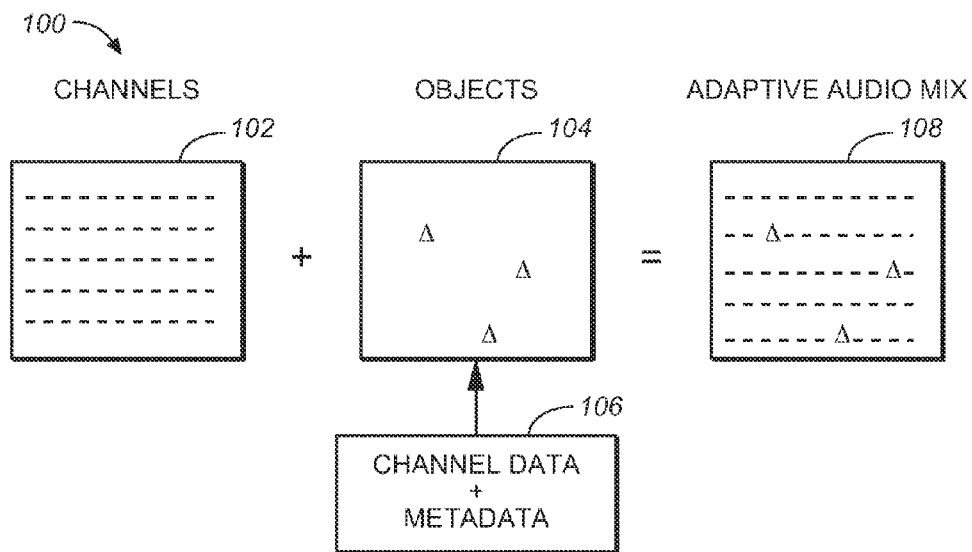 100
CHANNELS
OBJECTS
ADAPTIVE AUDIO MIX
102
104
108
Δ
Δ
Δ
+
Δ
Δ
Δ
=
106
CHANNEL DATA
+
METADATA